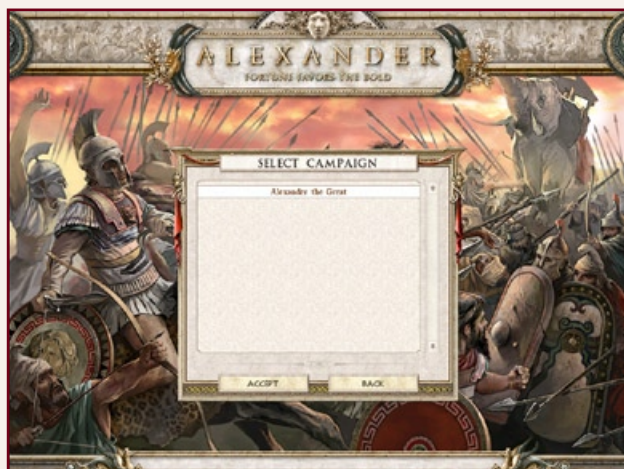 ALEXANDER
FORTUNE FAVORS THE BOLD
SELECT CAMPAIGN
Alexander the Great
ACCEPT
BACK